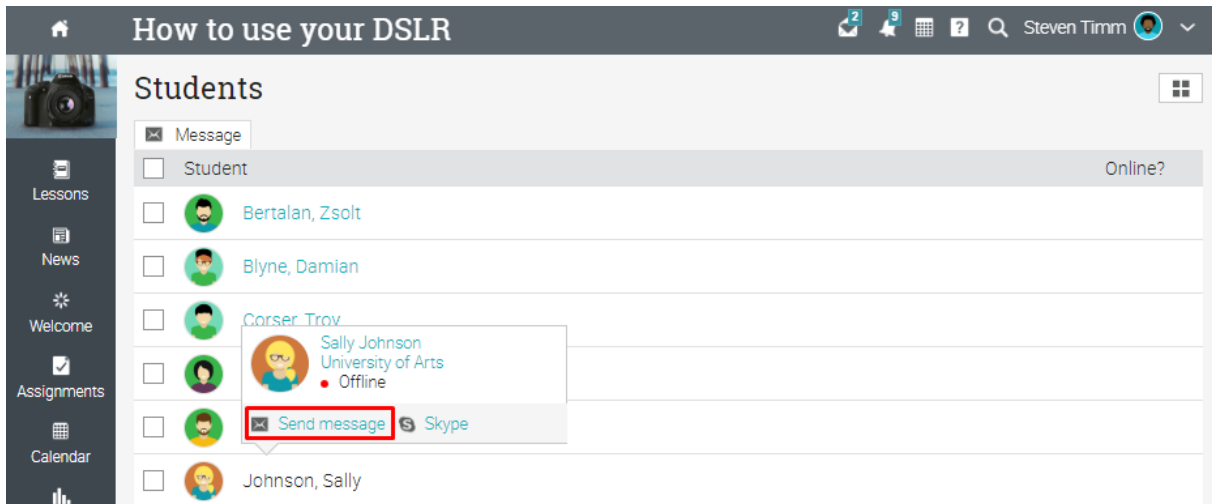 How to use your DSLR
2
9
?
Steven Timm
Students
Message
Student
Online?
Lessons
News
Welcome
Assignments
Calendar
Bertalan, Zsolt
Blyne, Damian
Corser, Troy
Sally Johnson
University of Arts
Offline
Send message
Skype
Johnson, Sally